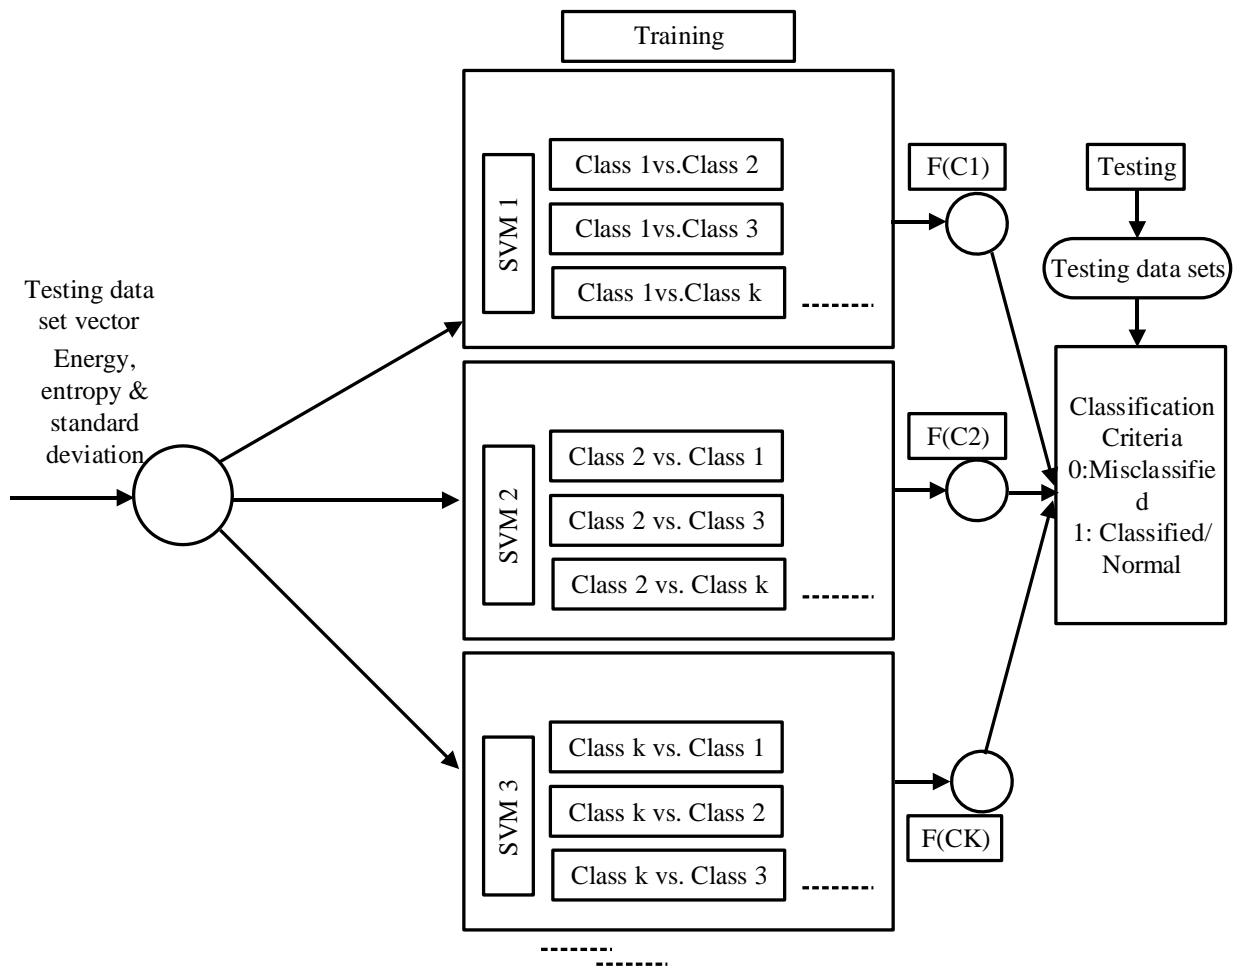 Training
SVM 1
Class 1vs.Class 2
Class 1vs.Class 3
Class 1vs.Class k
F(C1)
Testing
Testing data sets
Testing data
set vector
Energy,
entropy &
standard
deviation
SVM 2
Class 2 vs. Class 1
Class 2 vs. Class 3
Class 2 vs. Class k
F(C2)
Classification
Criteria
0:Misclassifie
d
1: Classified/
Normal
SVM 3
Class k vs. Class 1
Class k vs. Class 2
Class k vs. Class 3
F(CK)